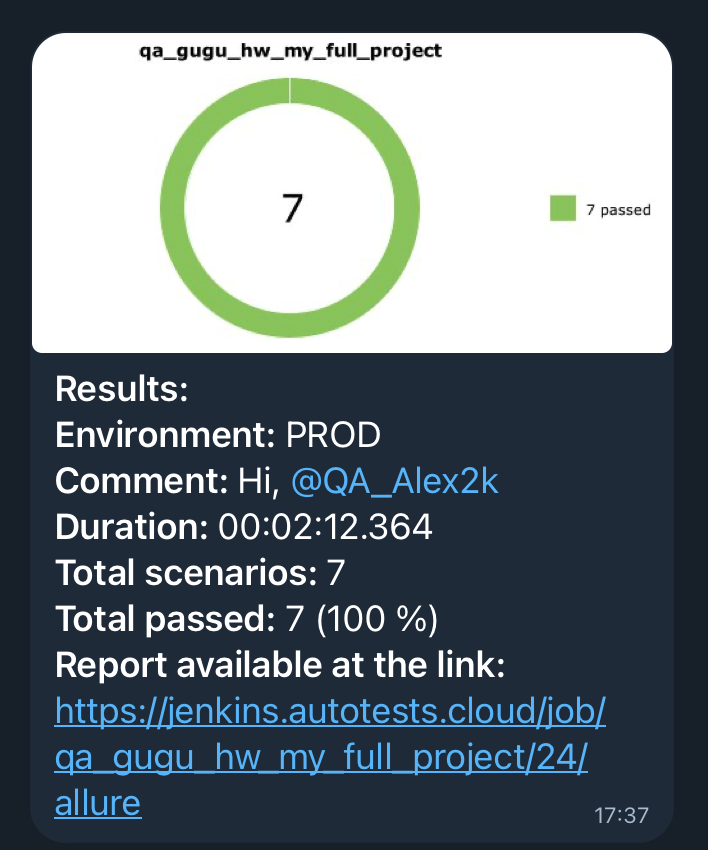 qa_gugu_hw_my_full_project
7
7 passed
Results:
Environment: PROD
Comment: Hi, @QA_Alex2k
Duration: 00:02:12.364
Total scenarios: 7
Total passed: 7 (100 %)
Report available at the link:
https://jenkins.autotests.cloud/job/
qa_gugu_hw_my_full_project/24/
allure
17:37